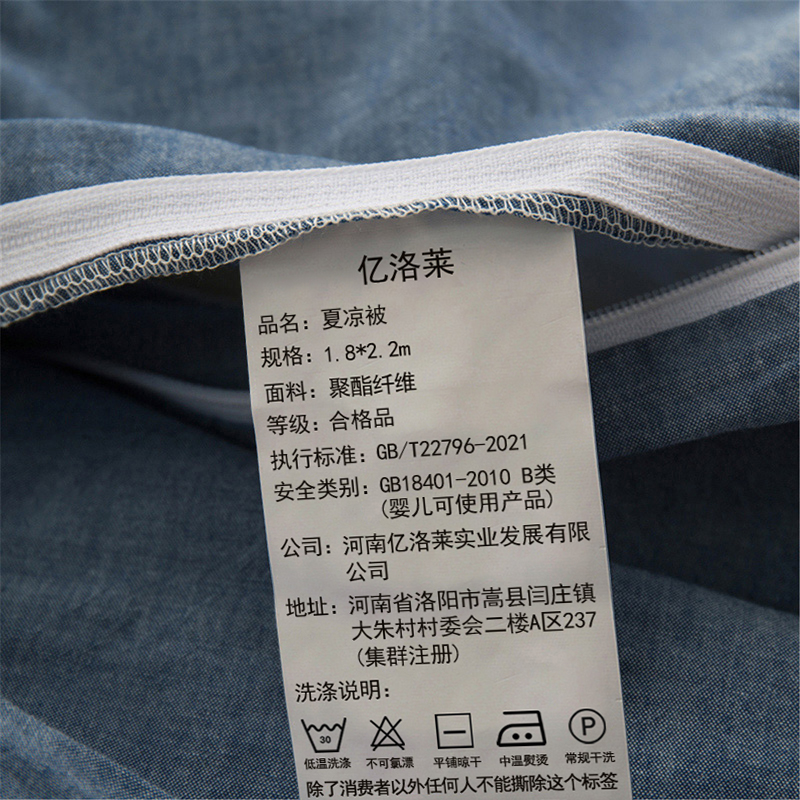 亿洛莱
品名：夏凉被
规格：1.8*2.2m
面料：聚酯纤维
等级：合格品
执行标准：GB/T22796-2021
安全类别：GB18401-2010 B类
(婴儿可使用产品)
公司：河南亿洛莱实业发展有限
公司
地址：河南省洛阳市嵩县闫庄镇
大朱村村委会二楼A区237
(集群注册)
洗涤说明：
30 P
低温洗涤 不可氯漂 平铺晾干 中温熨烫 常规干洗
除了消费者以外任何人不能撕除这个标签